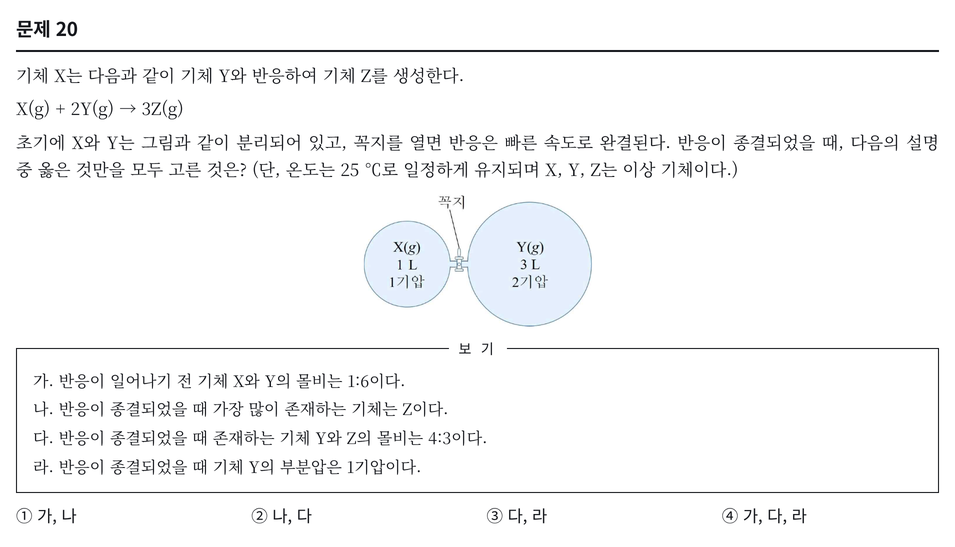 문제 20
기체 X는 다음과 같이 기체 Y와 반응하여 기체 Z를 생성한다.
X(g) + 2Y(g) → 3Z(g)
초기에 X와 Y는 그림과 같이 분리되어 있고, 꼭지를 열면 반응은 빠른 속도로 완결된다. 반응이 종결되었을 때, 다음의 설명
중 옳은 것만을 모두 고른 것은? (단, 온도는 25 ℃로 일정하게 유지되며 X, Y, Z는 이상 기체이다.)
꼭지
X(g)
1 L
1기압
Y(g)
3 L
2기압
보 기
가. 반응이 일어나기 전 기체 X와 Y의 몰비는 1:6이다.
나. 반응이 종결되었을 때 가장 많이 존재하는 기체는 Z이다.
다. 반응이 종결되었을 때 존재하는 기체 Y와 Z의 몰비는 4:3이다.
라. 반응이 종결되었을 때 기체 Y의 부분압은 1기압이다.
① 가, 나 ② 나, 다 ③ 다, 라 ④ 가, 다, 라